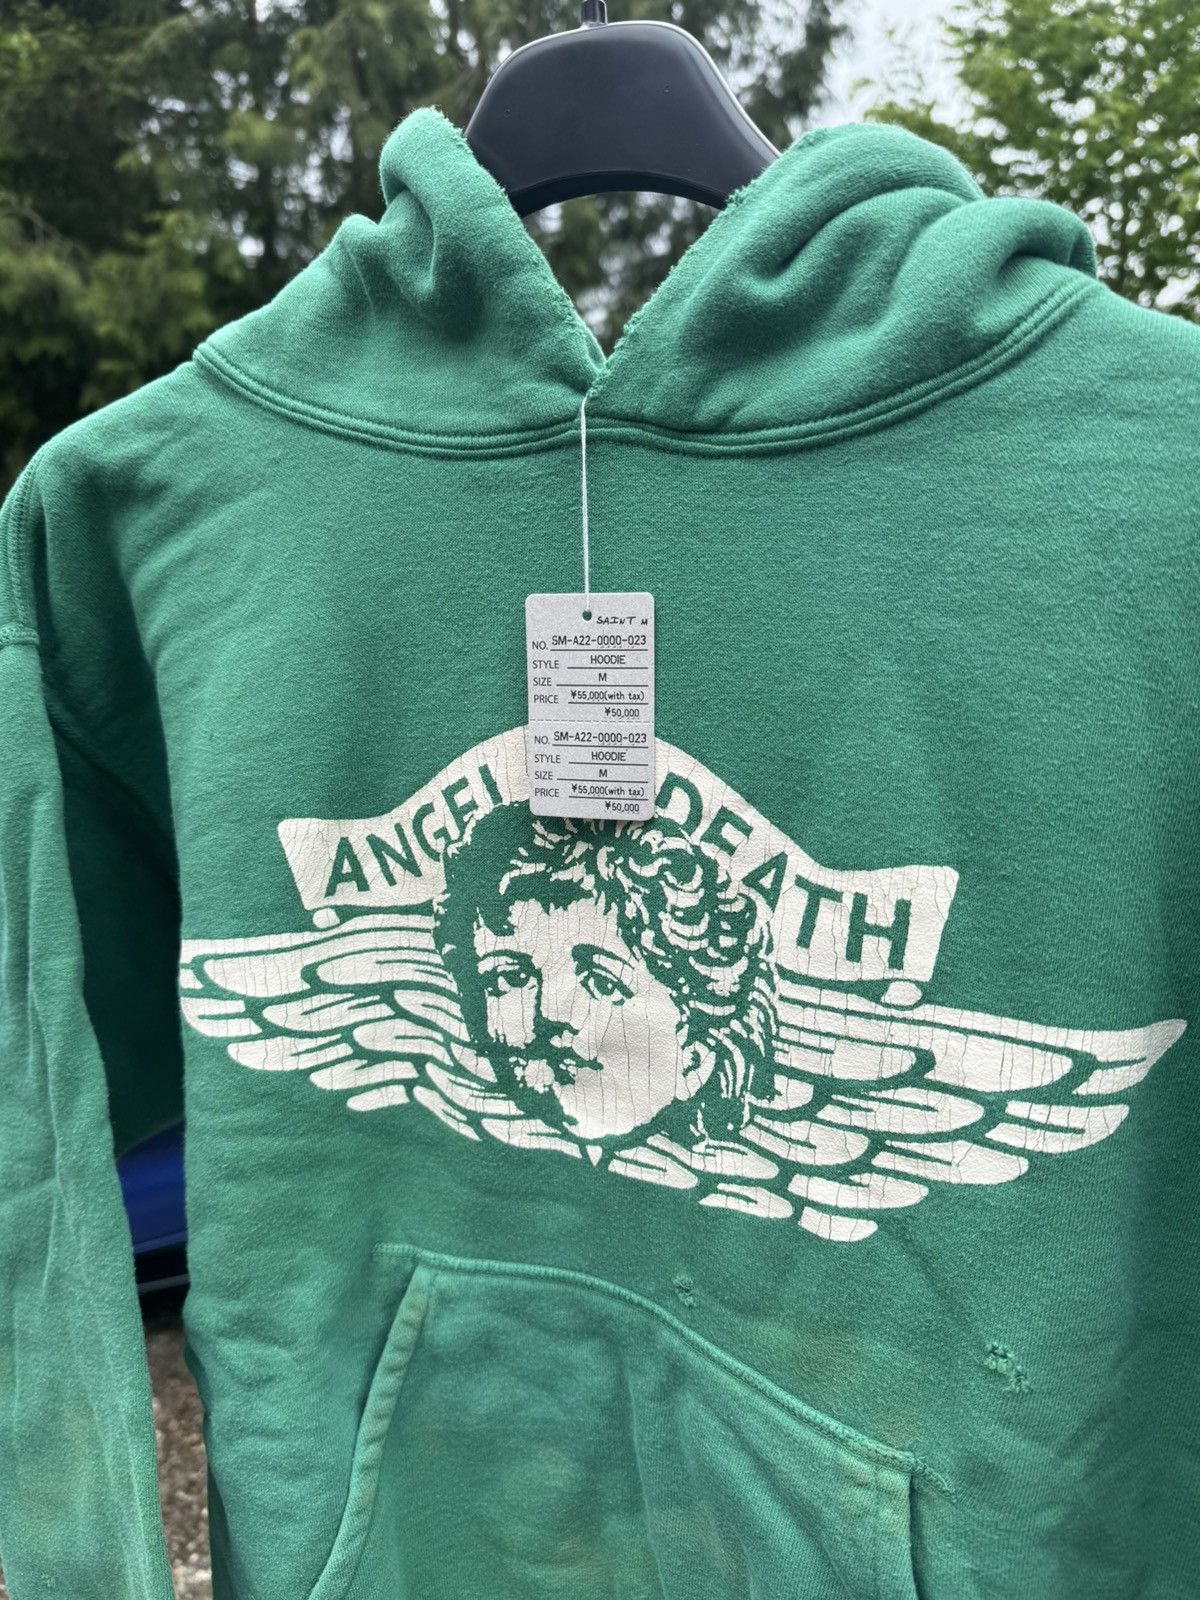 SAINT M
NO. SM-A22-0000-023
STYLE HOODIE
SIZE M
PRICE ¥55,000(with tax)
¥50,000
NO. SM-A22-0000-023
STYLE HOODIE
SIZE M
PRICE ¥55,000(with tax)
¥50,000
ANGEL DEATH